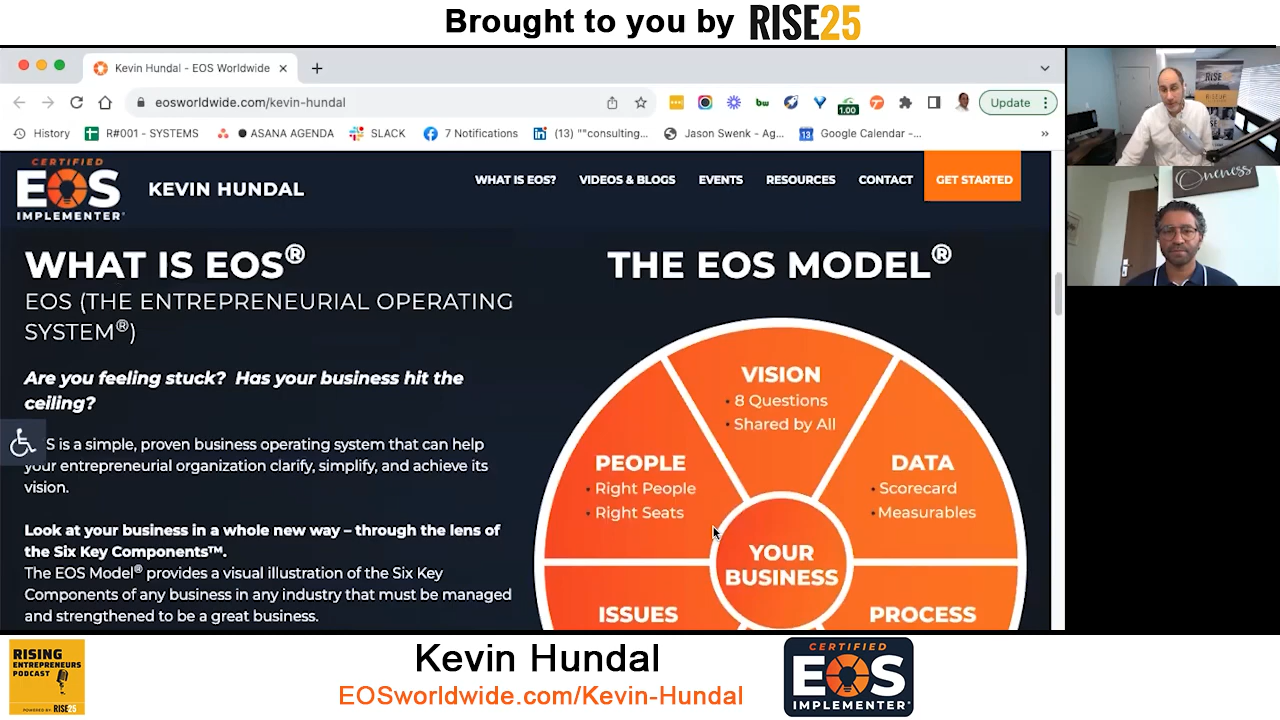 Brought to you by RISE25
Kevin Hundal - EOS Worldwide
eosworldwide.com/kevin-hundal
1.00
Update
History
R#001 - SYSTEMS
ASANA AGENDA
SLACK
7 Notifications
(13) ""consulting...
Jason Swenk - Ag...
13
Google Calendar -...
»
CERTIFIED
EOS
IMPLEMENTER®
KEVIN HUNDAL
WHAT IS EOS?
VIDEOS & BLOGS
EVENTS
RESOURCES
CONTACT
GET STARTED
WHAT IS EOS®
EOS (THE ENTREPRENEURIAL OPERATING
SYSTEM®)
Are you feeling stuck? Has your business hit the
ceiling?
S is a simple, proven business operating system that can help
your entrepreneurial organization clarify, simplify, and achieve its
vision.
Look at your business in a whole new way – through the lens of
the Six Key Components™.
The EOS Model® provides a visual illustration of the Six Key
Components of any business in any industry that must be managed
and strengthened to be a great business.
THE EOS MODEL®
VISION
• 8 Questions
• Shared by All
PEOPLE
• Right People
• Right Seats
DATA
• Scorecard
• Measurables
YOUR
BUSINESS
ISSUES
PROCESS
RISE25
Oneness
RISING
ENTREPRENEURS
PODCAST
POWERED BY RISE25
Kevin Hundal
EOSworldwide.com/Kevin-Hundal
CERTIFIED
EOS
IMPLEMENTER®